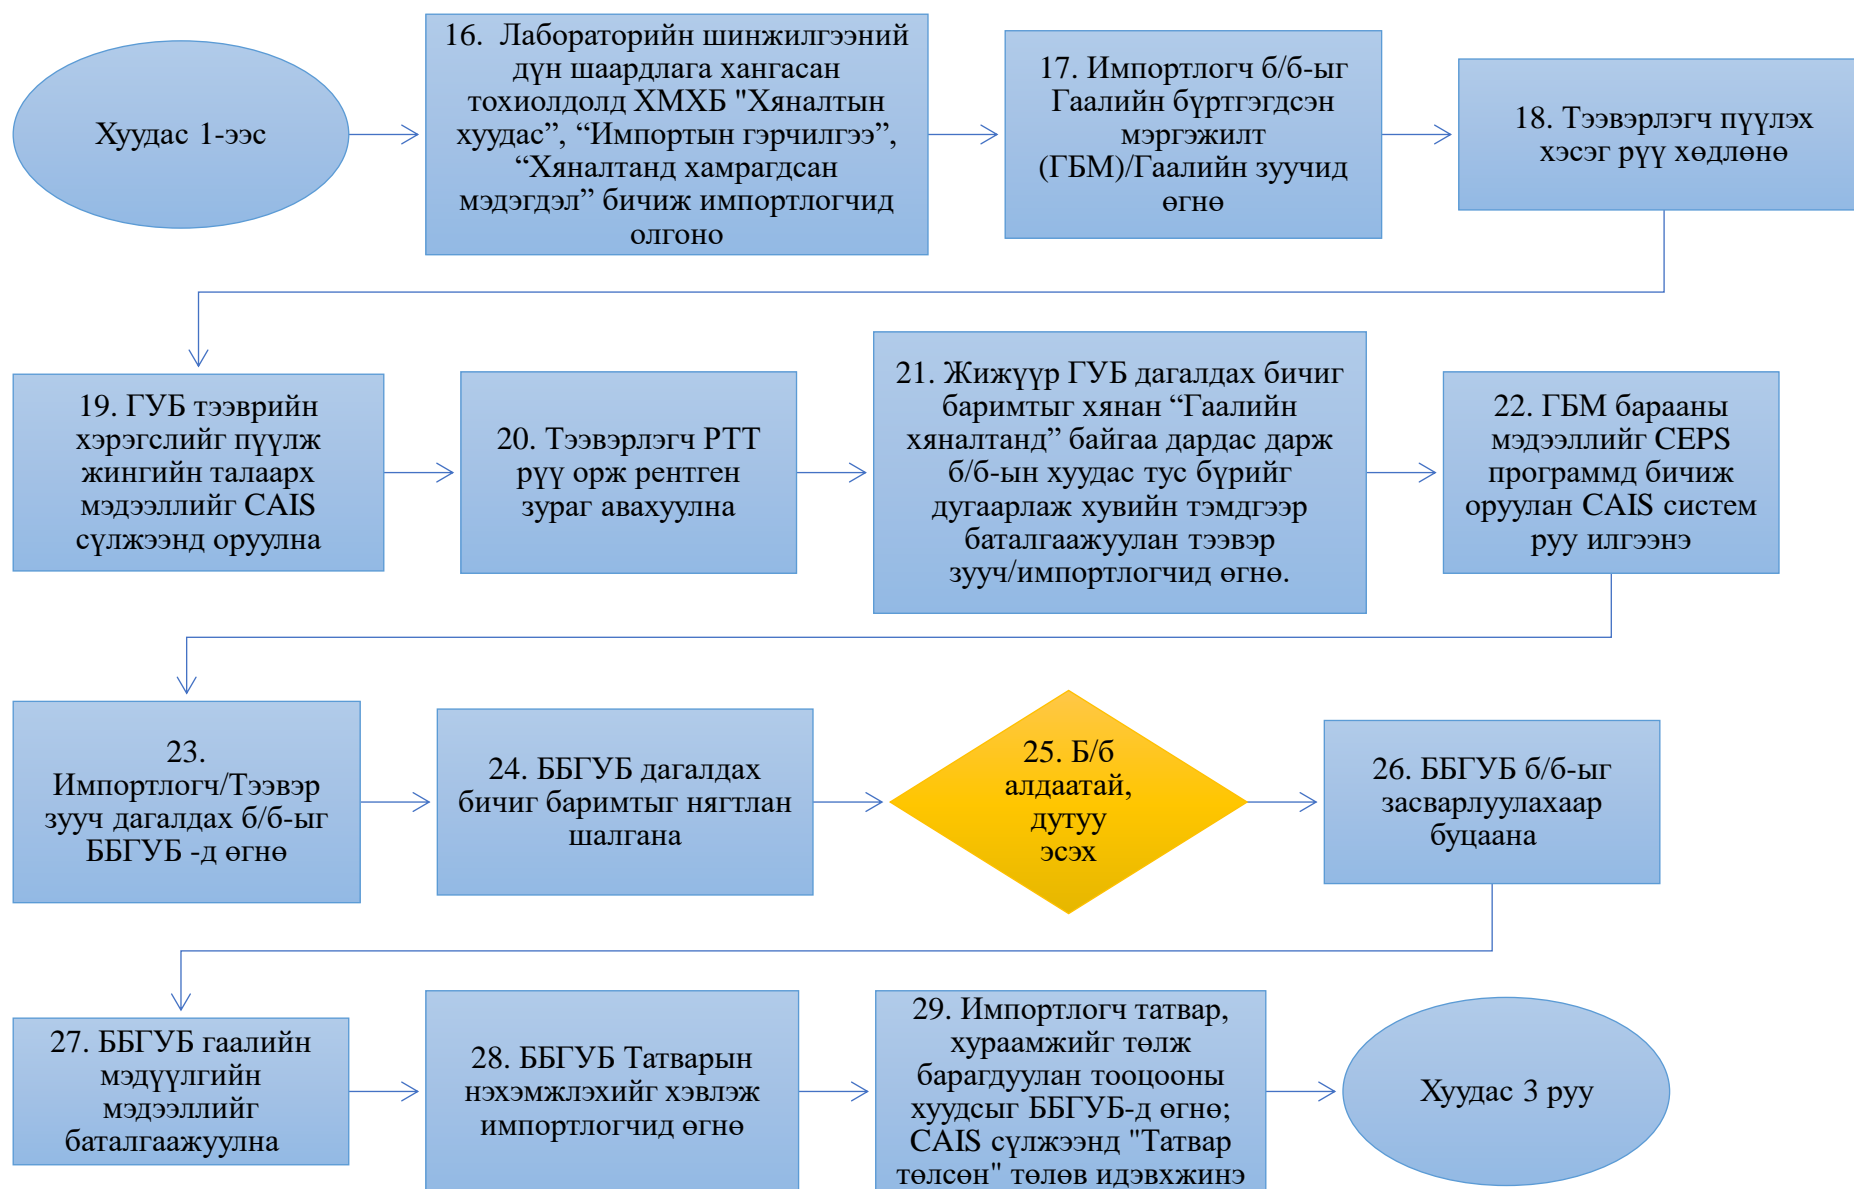 Хуудас 1-ээс
16. Лабораторийн шинжилгээний
дүн шаардлага хангасан
тохиолдолд ХМХБ "Хяналтын
хуудас”, “Импортын гэрчилгээ”,
“Хяналтанд хамрагдсан
мэдэгдэл” бичиж импортлогчид
олгоно
17. Импортлогч б/б-ыг
Гаалийн бүртгэгдсэн
мэргэжилт
(ГБМ)/Гаалийн зуучид
өгнө
18. Тээвэрлэгч пүүлэх
хэсэг рүү хөдлөнө
19. ГУБ тээврийн
хэрэгслийг пүүлж
жингийн талаарх
мэдээллийг CAIS
сүлжээнд оруулна
20. Тээвэрлэгч РТТ
рүү орж рентген
зураг авахуулна
21. Жижүүр ГУБ дагалдах бичиг
баримтыг хянан “Гаалийн
хяналтанд” байгаа дардас дарж
б/б-ын хуудас тус бүрийг
дугаарлаж хувийн тэмдгээр
баталгаажуулан тээвэр
зууч/импортлогчид өгнө.
22. ГБМ барааны
мэдээллийг CEPS
программд бичиж
оруулан CAIS систем
руу илгээнэ
23.
Импортлогч/Тээвэр
зууч дагалдах б/б-ыг
ББГУБ -д өгнө
24. ББГУБ дагалдах
бичиг баримтыг нягтлан
шалгана
25. Б/б
алдаатай,
дутуу
эсэх
26. ББГУБ б/б-ыг
засварлуулахаар
буцаана
27. ББГУБ гаалийн
мэдүүлгийн
мэдээллийг
баталгаажуулна
28. ББГУБ Татварын
нэхэмжлэхийг хэвлэж
импортлогчид өгнө
29. Импортлогч татвар,
хураамжийг төлж
барагдуулан тооцооны
хуудсыг ББГУБ-д өгнө;
CAIS сүлжээнд "Татвар
төлсөн" төлөв идэвхжинэ
Хуудас 3 руу